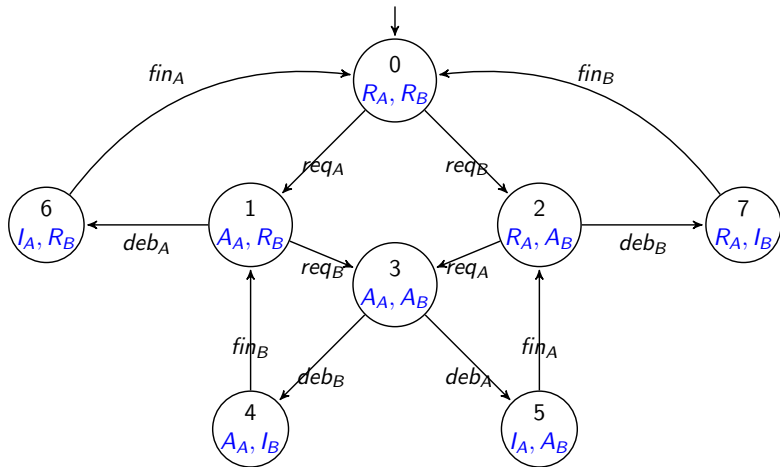 0
R_A, R_B
fin_A
fin_B
req_A
req_B
6
I_A, R_B
1
A_A, R_B
2
R_A, A_B
7
R_A, I_B
deb_A
deb_B
req_B
req_A
3
A_A, A_B
fin_B
fin_A
deb_B
deb_A
4
A_A, I_B
5
I_A, A_B